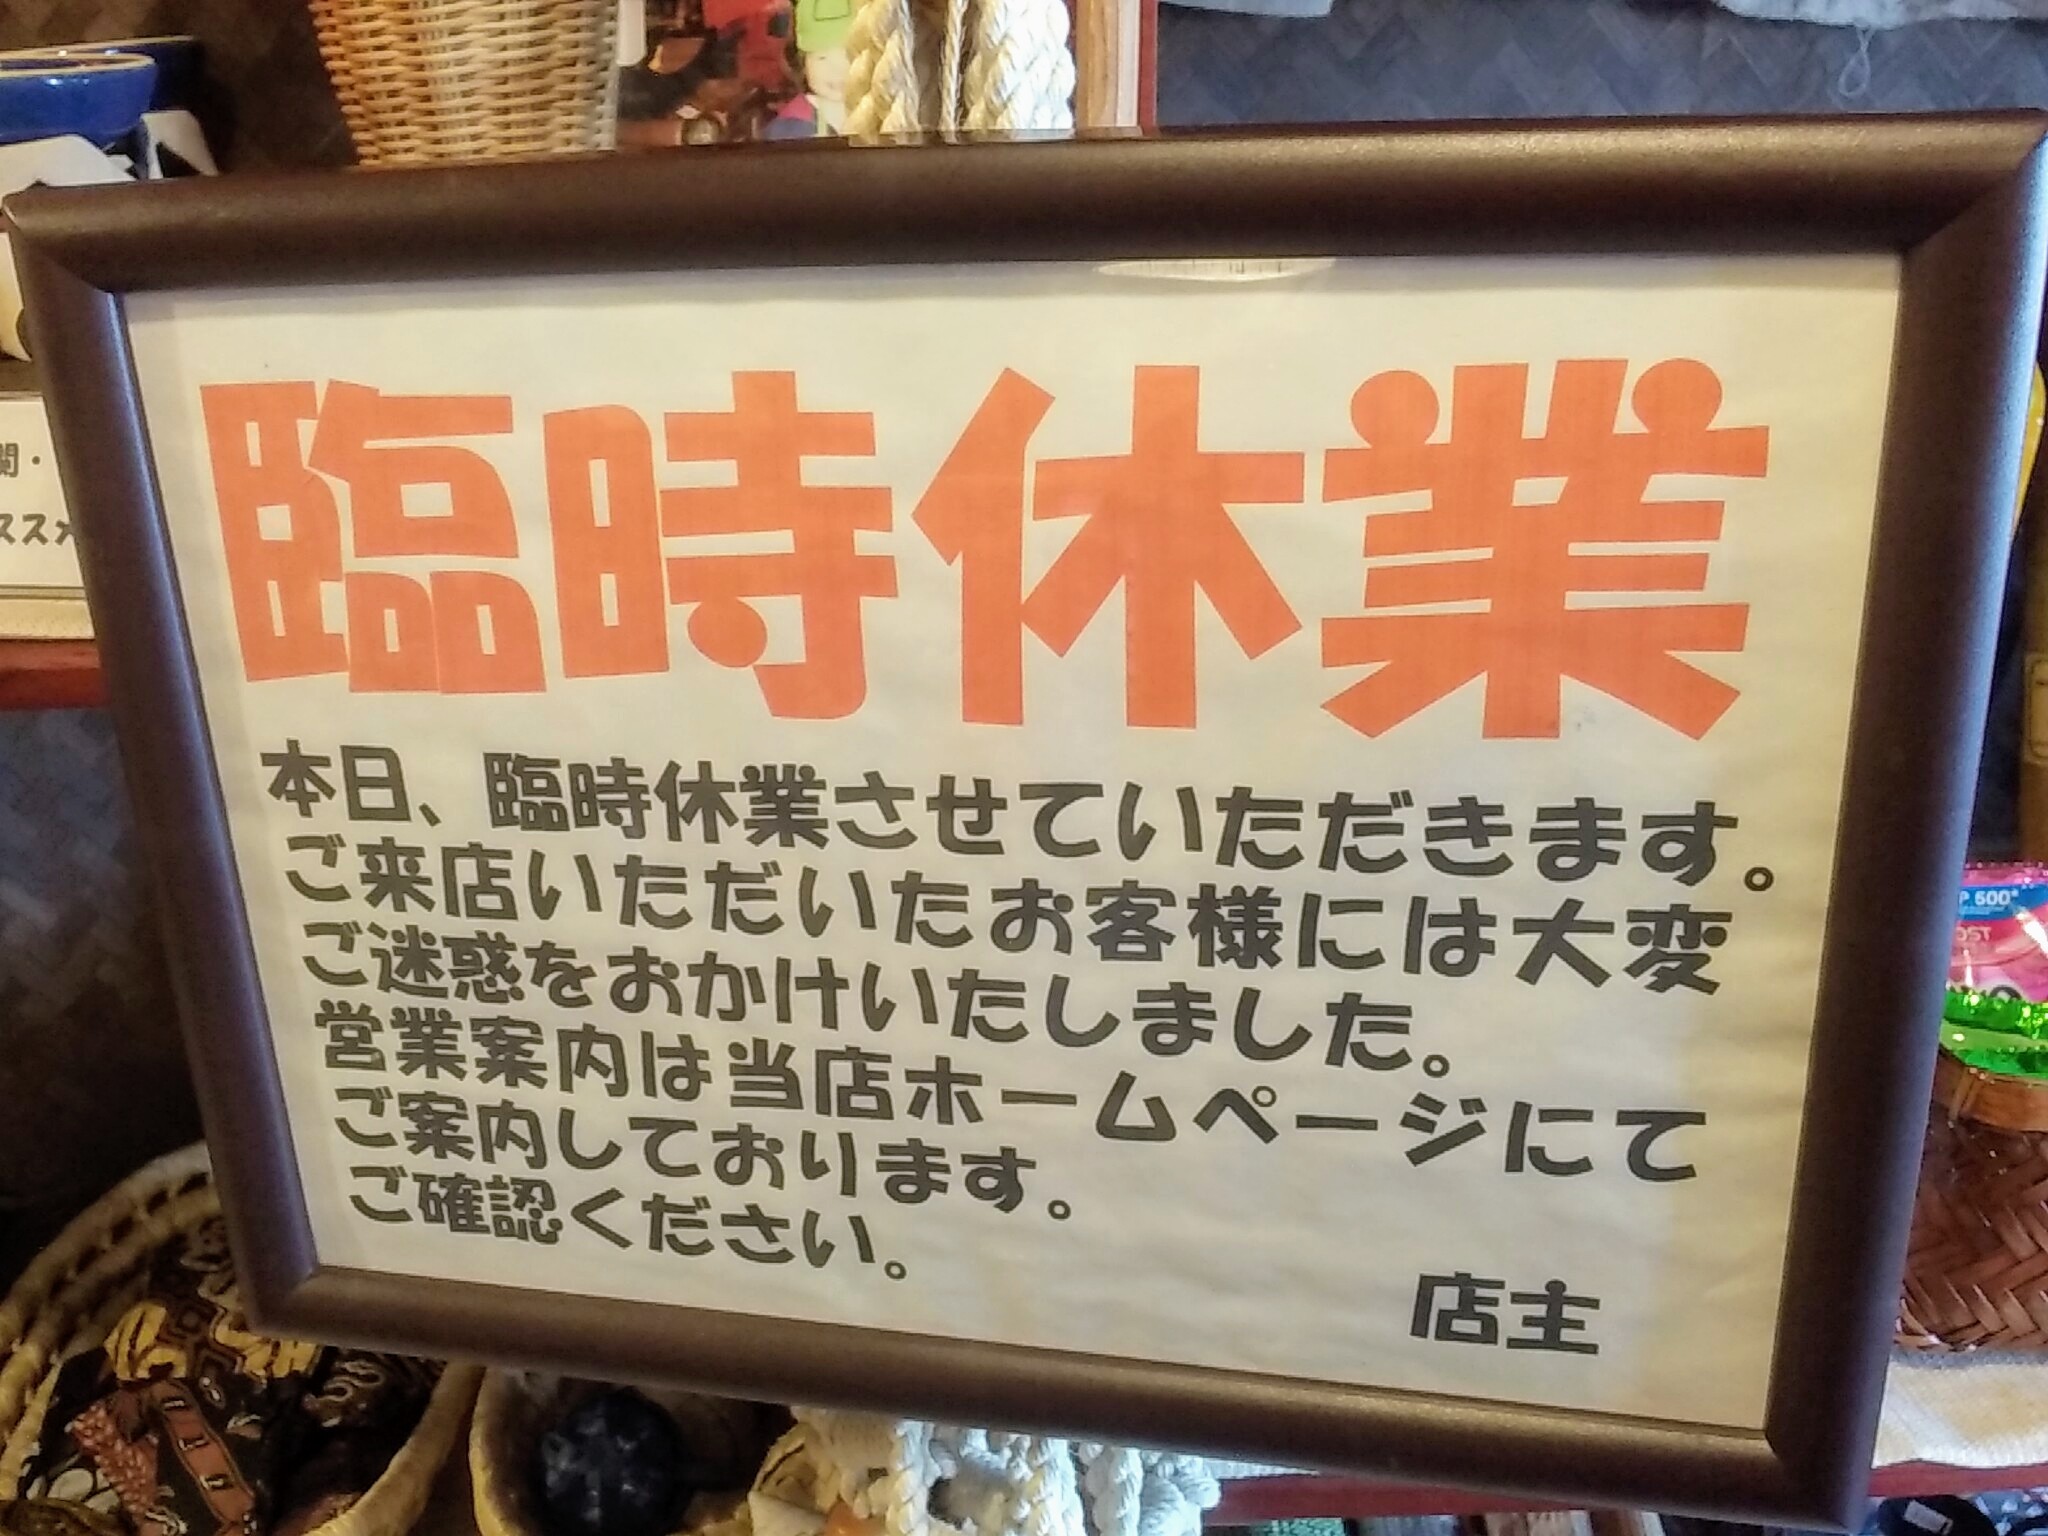 臨時休業
本日、臨時休業させていただきます。
ご来店いただいたお客様には大変
ご迷惑をおかけいたしました。
営業案内は当店ホームページにて
ご案内しております。
ご確認ください。
店主
ススメ